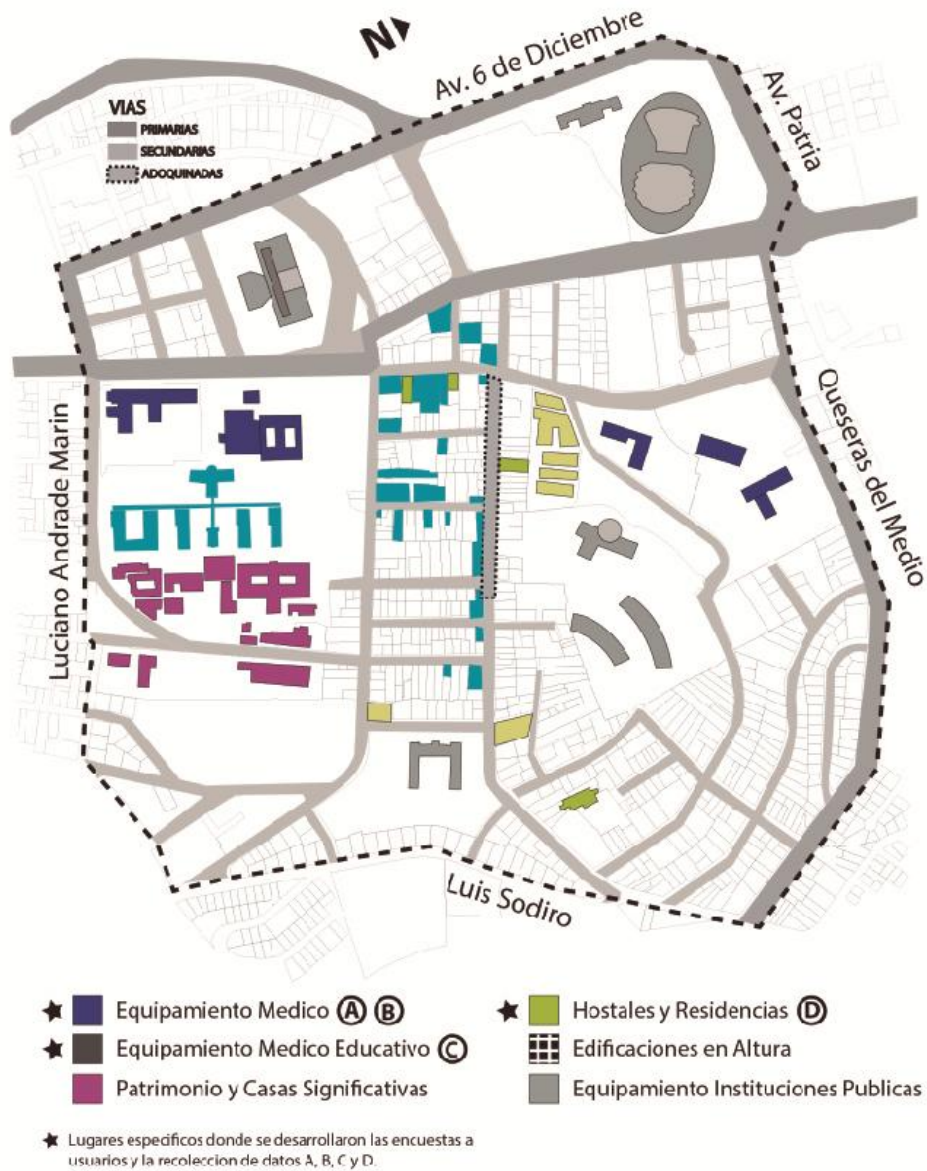 N
Av. 6 de Diciembre
Av. Patria
VIAS
PRIMARIAS
SECUNDARIAS
ADOQUINADAS
Luciano Andrade Marin
Queseras del Medio
Luis Sodiro
Equipamiento Medico A B
Equipamiento Medico Educativo C
Patrimonio y Casas Significativas
Hostales y Residencias D
Edificaciones en Altura
Equipamiento Instituciones Publicas
Lugares especificos donde se desarrollaron las encuestas a
usuarios y la recoleccion de datos A, B, C y D.